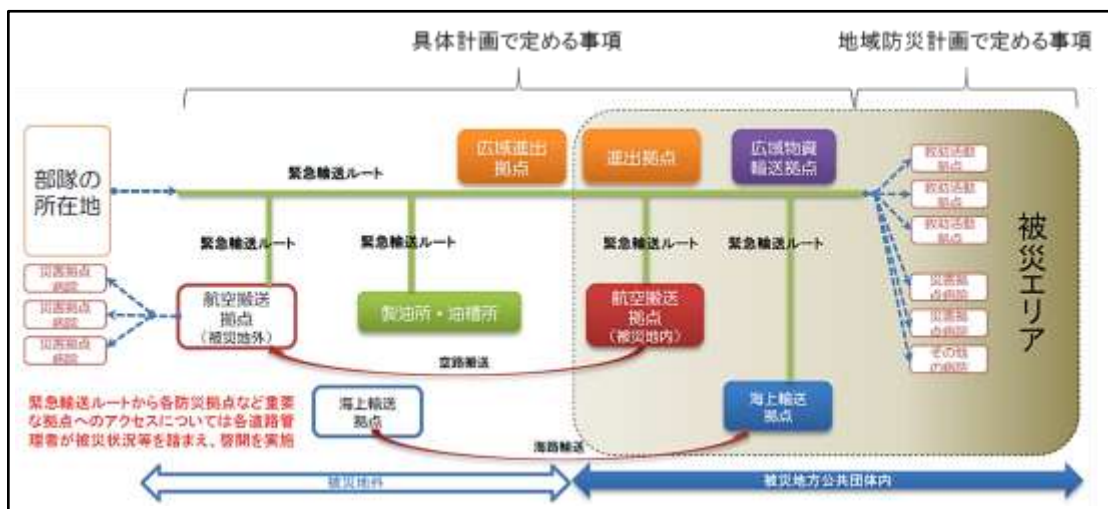 具体計画で定める事項
地域防災計画で定める事項
部隊の
所在地
緊急輸送ルート
広域進出
拠点
進出拠点
広域物資
輸送拠点
救助活動
拠点
救助活動
拠点
救助活動
拠点
被災エリア
緊急輸送ルート
緊急輸送ルート
緊急輸送ルート
緊急輸送ルート
災害拠点
病院
災害拠点
病院
災害拠点
病院
航空搬送
拠点
(被災地外)
製油所・油槽所
航空搬送
拠点
(被災地内)
災害拠
点病院
災害拠
点病院
その他
の病院
空路搬送
緊急輸送ルートから各防災拠点など重要
な拠点へのアクセスについては各道路管
理者が被災状況等を踏まえ、啓開を実施
海上輸送
拠点
海上輸送
拠点
海路輸送
被災地外
被災地方公共団体内